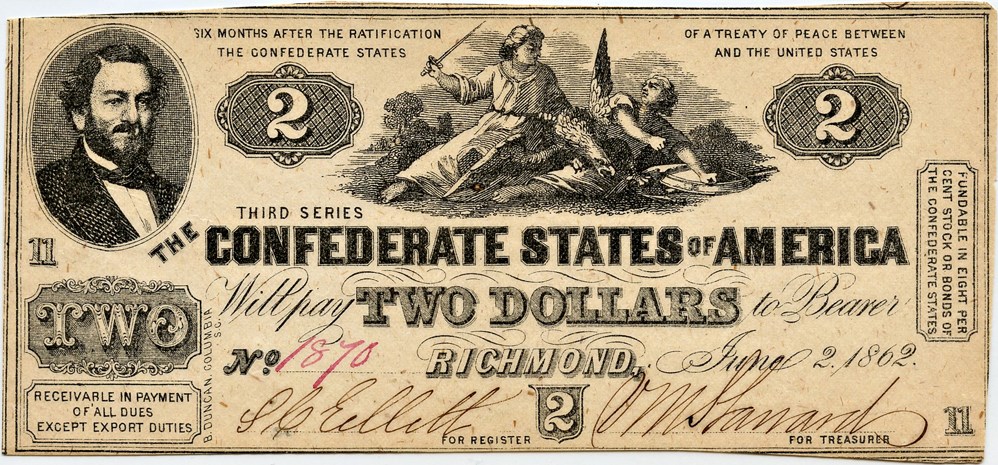 SIX MONTHS AFTER THE RATIFICATION
THE CONFEDERATE STATES
OF A TREATY OF PEACE BETWEEN
AND THE UNITED STATES
2
2
THIRD SERIES
11
THE CONFEDERATE STATES OF AMERICA
FUNDABLE IN EIGHT PER
CENT STOCK OR BONDS OF
THE CONFEDERATE STATES
TWO
Will pay TWO DOLLARS to Bearer
No 1870
RICHMOND, June 2. 1862.
B. DUNCAN, COLUMBIA
S.C.
RECEIVABLE IN PAYMENT
OF ALL DUES
EXCEPT EXPORT DUTIES
FOR REGISTER
2
FOR TREASURER
11